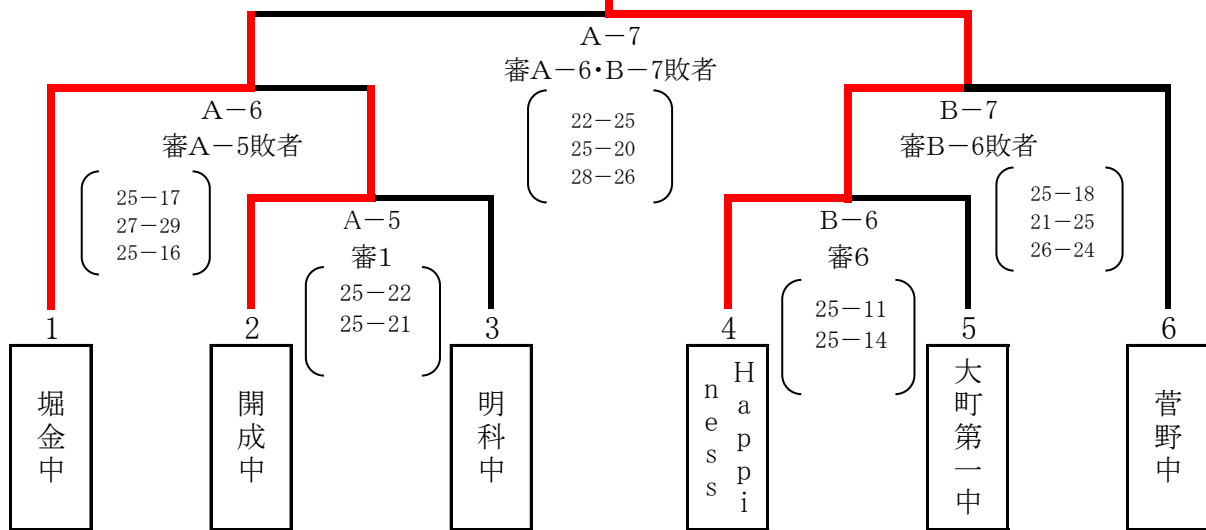 A－7
審A－6・B－7敗者
22－25
25－20
28－26
A－6
審A－5敗者
25－17
27－29
25－16
B－7
審B－6敗者
25－18
21－25
26－24
A－5
審1
25－22
25－21
B－6
審6
25－11
25－14
1
2
3
4
5
6
堀金中
開成中
明科中
Happi
ness
大町第一中
菅野中